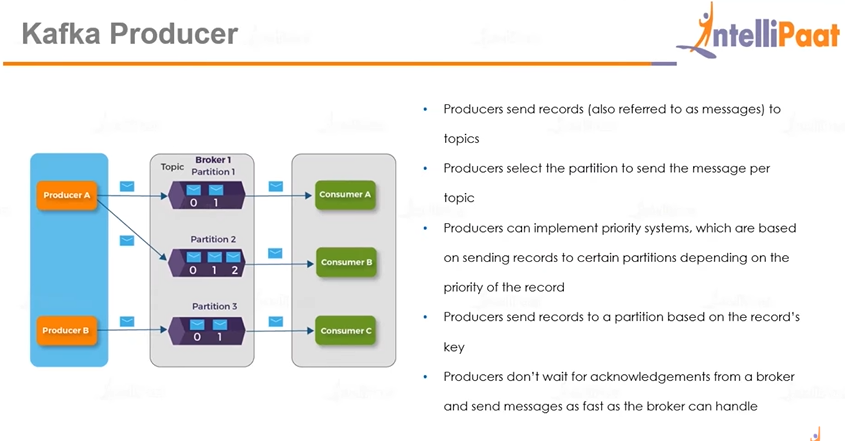 Kafka Producer
IntelliPaat
Topic
Broker 1
Partition 1
Producer A
0 1
Consumer A
Partition 2
0 1 2
Consumer B
Partition 3
Producer B
0 1
Consumer C
• Producers send records (also referred to as messages) to
topics
• Producers select the partition to send the message per
topic
• Producers can implement priority systems, which are based
on sending records to certain partitions depending on the
priority of the record
• Producers send records to a partition based on the record's
key
• Producers don't wait for acknowledgements from a broker
and send messages as fast as the broker can handle